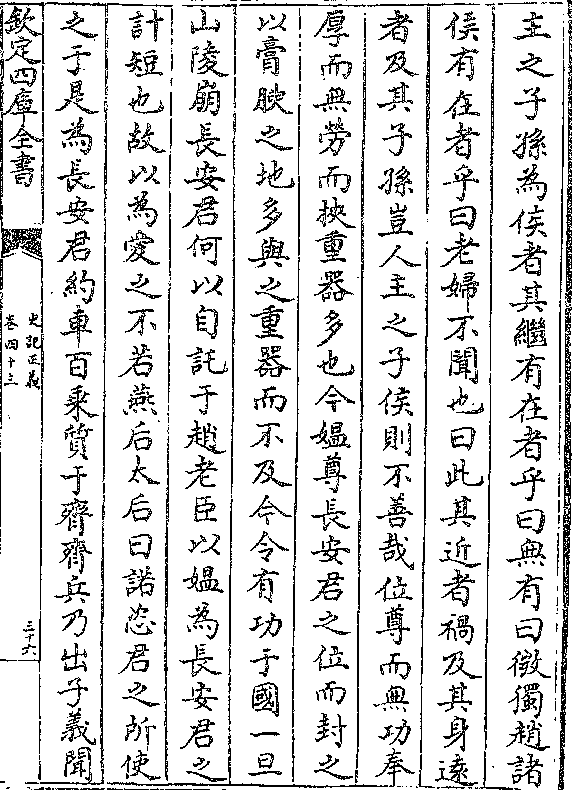 主之子孫為侯者其繼有在者乎曰無有曰微獨趙諸
侯有在者乎曰老婦不聞也曰此其近者禍及其身遠
者及其子孫豈人主之子侯則不善哉位尊而無功奉
厚而無勞而挾重器多也今媼尊長安君之位而封之
以膏腴之地多與之重器而不及今令有功于國一旦
山陵崩長安君何以自託于趙老臣以媼為長安君之
計短也故以為愛之不若燕后太后曰諾恣君之所使
之于是為長安君約車百乘質于齊齊兵乃出子義聞
欽定四庫全書
史記正義
卷四十三
三十六